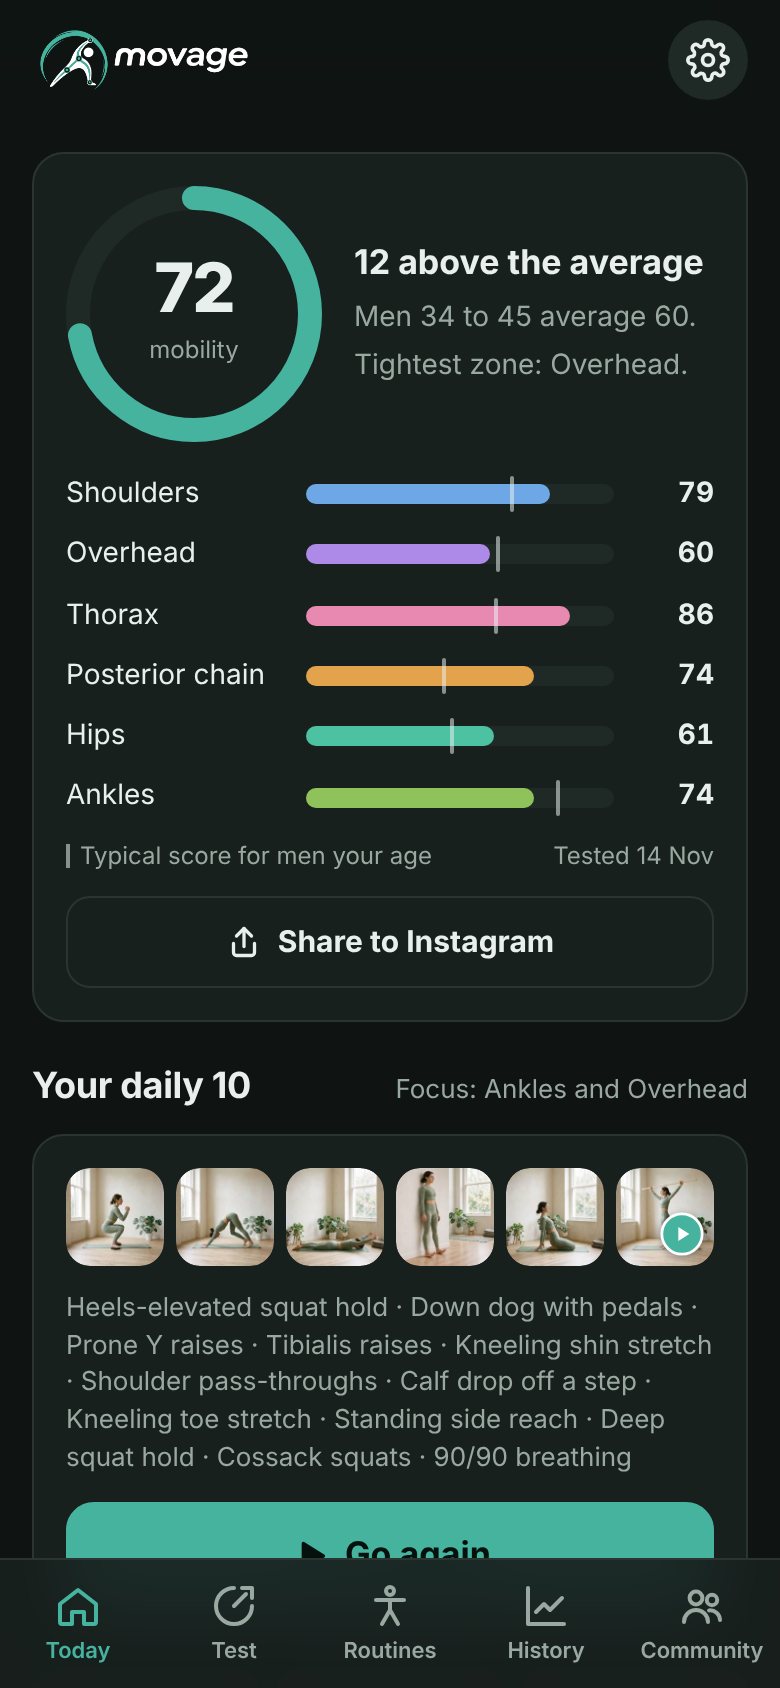 movage
72
mobility
12 above the average
Men 34 to 45 average 60.
Tightest zone: Overhead.
Shoulders 79
Overhead 60
Thorax 86
Posterior chain 74
Hips 61
Ankles 74
Typical score for men your age Tested 14 Nov
Share to Instagram
Your daily 10 Focus: Ankles and Overhead
Heels-elevated squat hold · Down dog with pedals ·
Prone Y raises · Tibialis raises · Kneeling shin stretch
· Shoulder pass-throughs · Calf drop off a step ·
Kneeling toe stretch · Standing side reach · Deep
squat hold · Cossack squats · 90/90 breathing
Go again
Today Test Routines History Community